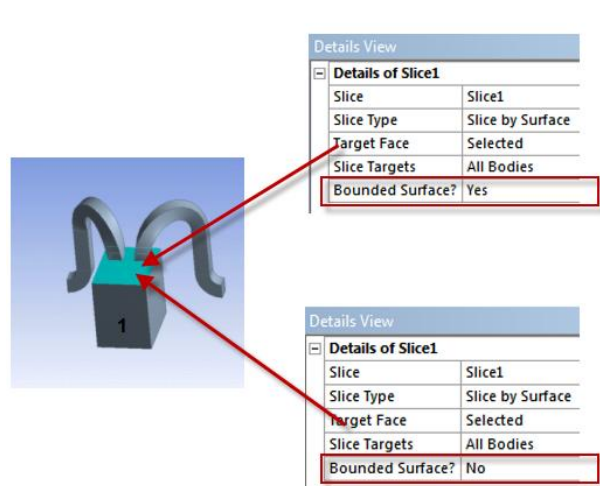 Details View
Details of Slice1
Slice Slice1
Slice Type Slice by Surface
Target Face Selected
Slice Targets All Bodies
Bounded Surface? Yes
1
Details View
Details of Slice1
Slice Slice1
Slice Type Slice by Surface
Target Face Selected
Slice Targets All Bodies
Bounded Surface? No